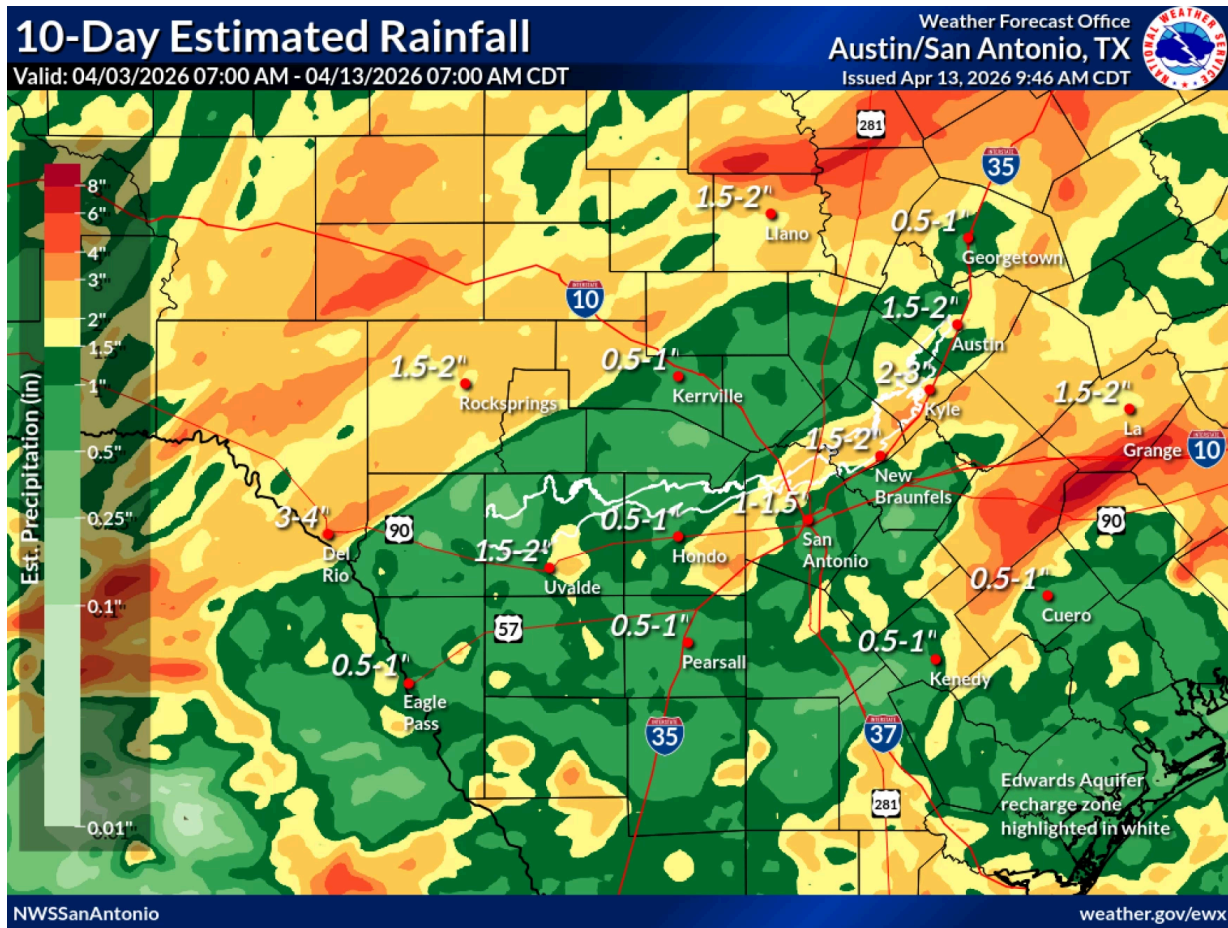 10-Day Estimated Rainfall
Valid: 04/03/2026 07:00 AM - 04/13/2026 07:00 AM CDT
Weather Forecast Office
Austin/San Antonio, TX
Issued Apr 13, 2026 9:46 AM CDT
NATIONAL WEATHER SERVICE
281
INTERSTATE
35
1.5-2"
Llano
0.5-1"
Georgetown
INTERSTATE
10
1.5-2"
Austin
1.5-2"
Rocksprings
0.5-1"
Kerrville
2-3"
Kyle
1.5-2"
La
Grange
INTERSTATE
10
1.5-2"
New
Braunfels
3-4"
Del
Rio
90
1.5-2"
Uvalde
0.5-1"
Hondo
1-1.5"
San
Antonio
90
0.5-1"
Cuero
57
0.5-1"
Pearsall
0.5-1"
Kenedy
0.5-1"
Eagle
Pass
INTERSTATE
35
INTERSTATE
37
281
Edwards Aquifer
recharge zone
highlighted in white
Est. Precipitation (in)
8"
6"
4"
3"
2"
1.5"
1"
0.5"
0.25"
0.1"
0.01"
NWSSanAntonio
weather.gov/ewx